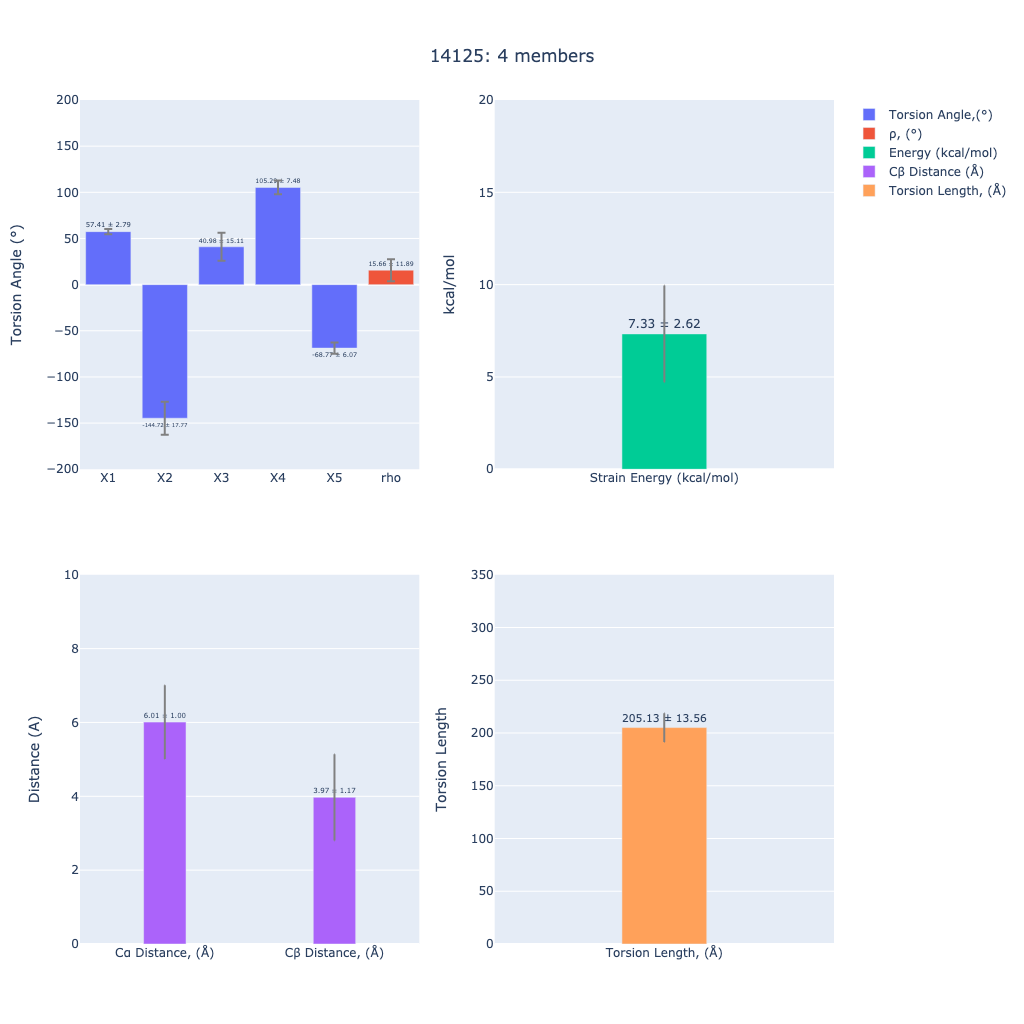 14125: 4 members
Torsion Angle (°)
200
150
100
50
0
−50
−100
−150
−200
57.41 ± 2.79
-144.72 ± 17.77
40.98 ± 15.11
105.29 ± 7.48
-68.77 ± 6.07
15.66 ± 11.89
X1 X2 X3 X4 X5 rho
kcal/mol
20
15
10
5
0
7.33 ± 2.62
Strain Energy (kcal/mol)
Torsion Angle,(°)
ρ, (°)
Energy (kcal/mol)
Cβ Distance (Å)
Torsion Length, (Å)
Distance (A)
10
8
6
4
2
0
6.01 ± 1.00
3.97 ± 1.17
Cα Distance, (Å) Cβ Distance, (Å)
Torsion Length
350
300
250
200
150
100
50
0
205.13 ± 13.56
Torsion Length, (Å)